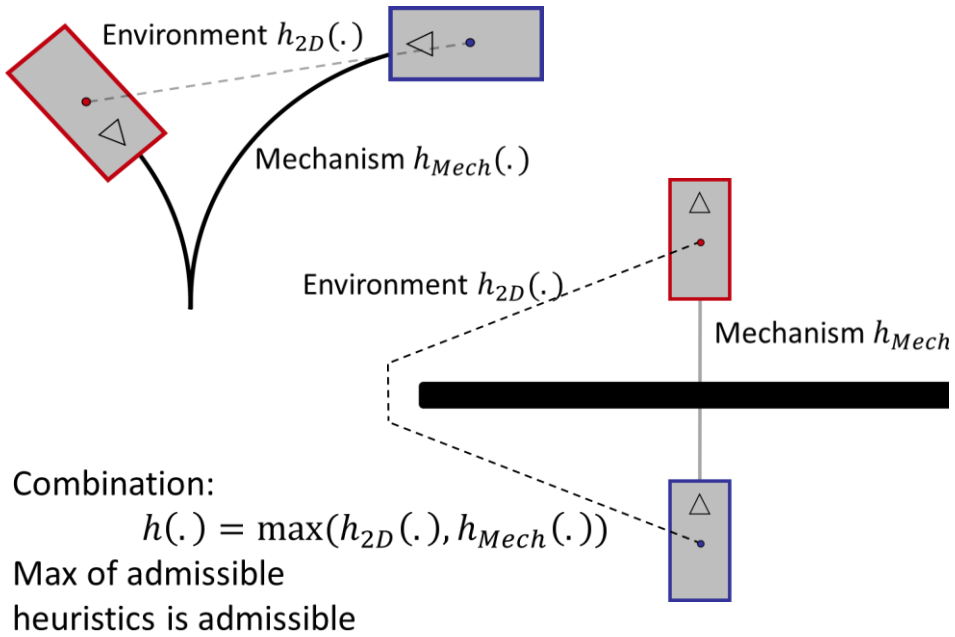 Environment h_{2D}(.)
Mechanism h_{Mech}(.)
Environment h_{2D}(.)
Mechanism h_{Mech}
Combination:
h(.) = max(h_{2D}(.), h_{Mech}(.))
Max of admissible
heuristics is admissible